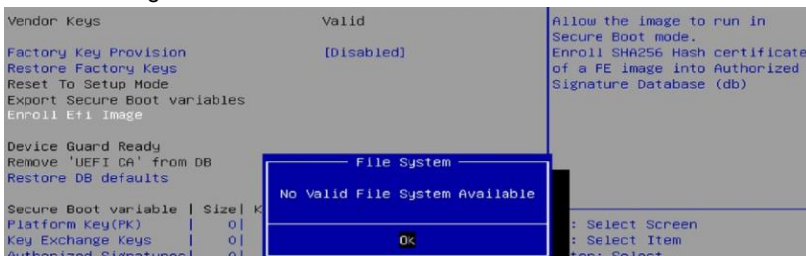 Vendor Keys Valid
Factory Key Provision [Disabled]
Restore Factory Keys
Reset To Setup Mode
Export Secure Boot variables
Enroll Efi Image
Device Guard Ready
Remove 'UEFI CA' from DB
Restore DB defaults
Secure Boot variable | Size| K
Platform Key(PK) | 0|
Key Exchange Keys | 0|
Authorized Signatures| 0|
File System
No Valid File System Available
Ok
Allow the image to run in
Secure Boot mode.
Enroll SHA256 Hash certificate
of a PE image into Authorized
Signature Database (db)
: Select Screen
: Select Item
Select